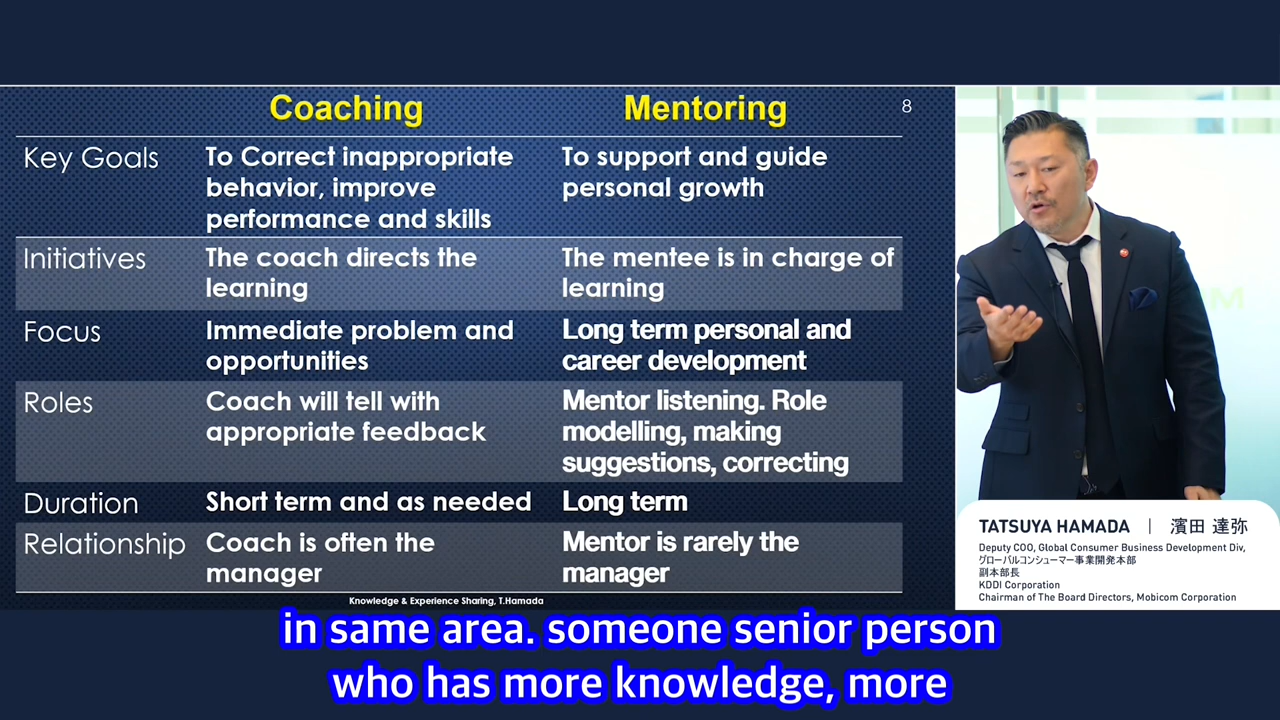 Coaching
Mentoring
8
Key Goals
To Correct inappropriate
behavior, improve
performance and skills
To support and guide
personal growth
Initiatives
The coach directs the
learning
The mentee is in charge of
learning
Focus
Immediate problem and
opportunities
Long term personal and
career development
Roles
Coach will tell with
appropriate feedback
Mentor listening. Role
modelling, making
suggestions, correcting
Duration
Short term and as needed
Long term
Relationship
Coach is often the
manager
Mentor is rarely the
manager
Knowledge & Experience Sharing, T.Hamada
TATSUYA HAMADA | 濱田 達弥
Deputy COO, Global Consumer Business Development Div,
グローバルコンシューマー事業開発本部
副本部長
KDDI Corporation
Chairman of The Board Directors, Mobicom Corporation
in same area. someone senior person
who has more knowledge, more